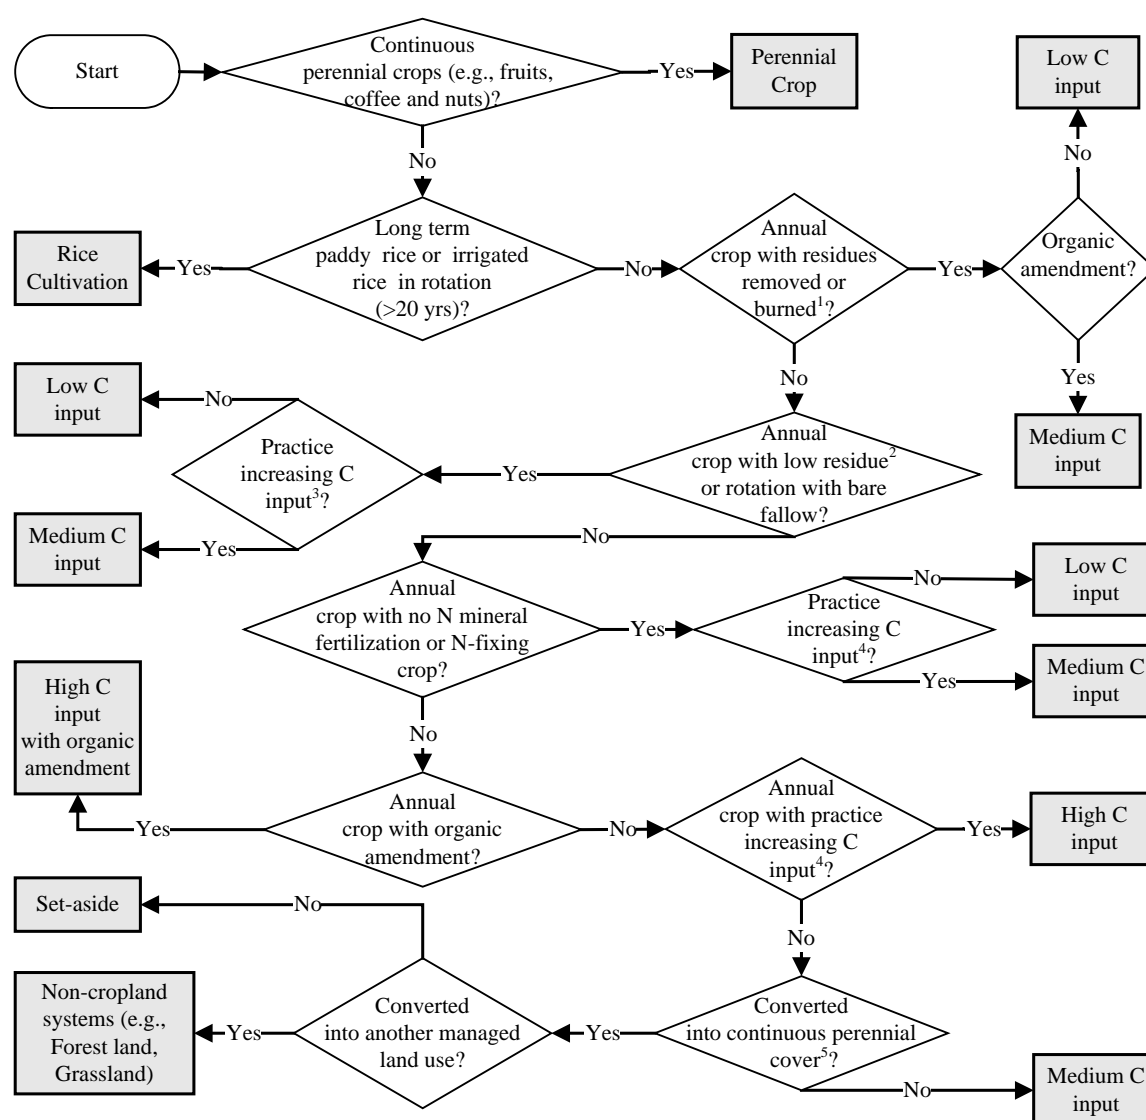 Start
Continuous
perennial crops (e.g., fruits,
coffee and nuts)?
Yes
Perennial
Crop
Low C
input
No
No
Long term
paddy rice or irrigated
rice in rotation
(>20 yrs)?
Yes
Rice
Cultivation
No
Annual
crop with residues
removed or
burned¹?
Yes
Organic
amendment?
Yes
Medium C
input
No
Annual
crop with low residue²
or rotation with bare
fallow?
Yes
Practice
increasing C
input³?
No
Low C
input
Yes
Medium C
input
No
Annual
crop with no N mineral
fertilization or N-fixing
crop?
Yes
Practice
increasing C
input⁴?
No
Low C
input
Yes
Medium C
input
No
Annual
crop with organic
amendment?
Yes
High C
input
with organic
amendment
No
Annual
crop with practice
increasing C
input⁴?
Yes
High C
input
No
Converted
into continuous perennial
cover⁵?
No
Medium C
input
Yes
Converted
into another managed
land use?
No
Set-aside
Yes
Non-cropland
systems (e.g.,
Forest land,
Grassland)